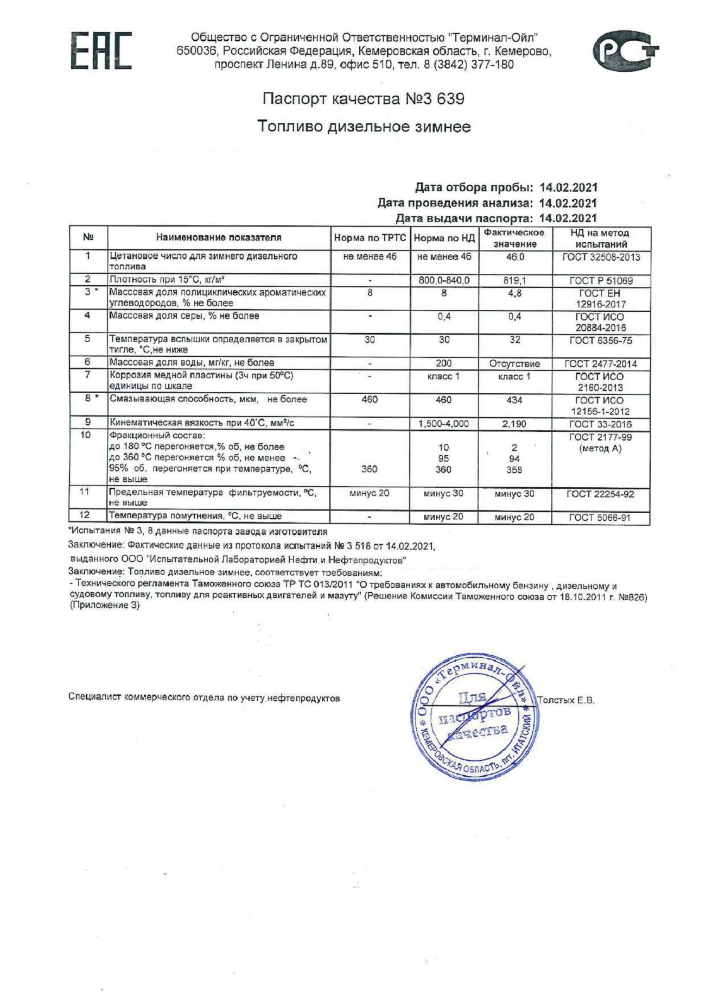 ЕАС
Общество с Ограниченной Ответственностью "Терминал-Ойл"
650036, Российская Федерация, Кемеровская область, г. Кемерово,
проспект Ленина д.89, офис 510, тел. 8 (3842) 377-180
РСТ
Паспорт качества №3 639
Топливо дизельное зимнее
Дата отбора пробы: 14.02.2021
Дата проведения анализа: 14.02.2021
Дата выдачи паспорта: 14.02.2021
№ Наименование показателя Норма по ТРТС Норма по НД Фактическое НД на метод
значение испытаний
1 Цетановое число для зимнего дизельного не менее 46 не менее 46 46,0 ГОСТ 32508-2013
топлива
2 Плотность при 15°С, кг/м³ - 800,0-840,0 819,1 ГОСТ Р 51069
3 * Массовая доля полициклических ароматических 8 8 4,8 ГОСТ ЕН
углеводородов, % не более 12916-2017
4 Массовая доля серы, % не более - 0,4 0,4 ГОСТ ИСО
20884-2016
5 Температура вспышки определяется в закрытом 30 30 32 ГОСТ 6356-75
тигле, °С,не ниже
6 Массовая доля воды, мг/кг, не более - 200 Отсутствие ГОСТ 2477-2014
7 Коррозия медной пластины (3ч при 50ºС) - класс 1 класс 1 ГОСТ ИСО
единицы по шкале 2160-2013
8 * Смазывающая способность, мкм, не более 460 460 434 ГОСТ ИСО
12156-1-2012
9 Кинематическая вязкость при 40°С, мм²/с - 1,500-4,000 2,190 ГОСТ 33-2016
10 Фракционный состав: ГОСТ 2177-99
до 180 ºС перегоняется,% об, не более 10 2 (метод А)
до 360 ºС перегоняется % об, не менее 95 94
95% об. перегоняется при температуре, ºС, 360 360 358
не выше
11 Предельная температура фильтруемости, ºС, минус 20 минус 30 минус 30 ГОСТ 22254-92
не выше
12 Температура помутнения, ºС, не выше - минус 20 минус 20 ГОСТ 5066-91
*Испытания № 3, 8 данные паспорта завода изготовителя
Заключение: Фактические данные из протокола испытаний № 3 518 от 14.02.2021,
выданного ООО "Испытательной Лабораторией Нефти и Нефтепродуктов"
Заключение: Топливо дизельное зимнее, соответствует требованиям:
- Технического регламента Таможенного союза ТР ТС 013/2011 "О требованиях к автомобильному бензину , дизельному и
судовому топливу, топливу для реактивных двигателей и мазуту" (Решение Комиссии Таможенного союза от 18.10.2011 г. №826)
(Приложение 3)
Специалист коммерческого отдела по учету нефтепродуктов Толстых Е.В.
* ООО «Терминал-Ойл» *
Для
паспортов
качества
КЕМЕРОВСКАЯ ОБЛАСТЬ, пгт. ИТАТСКИЙ